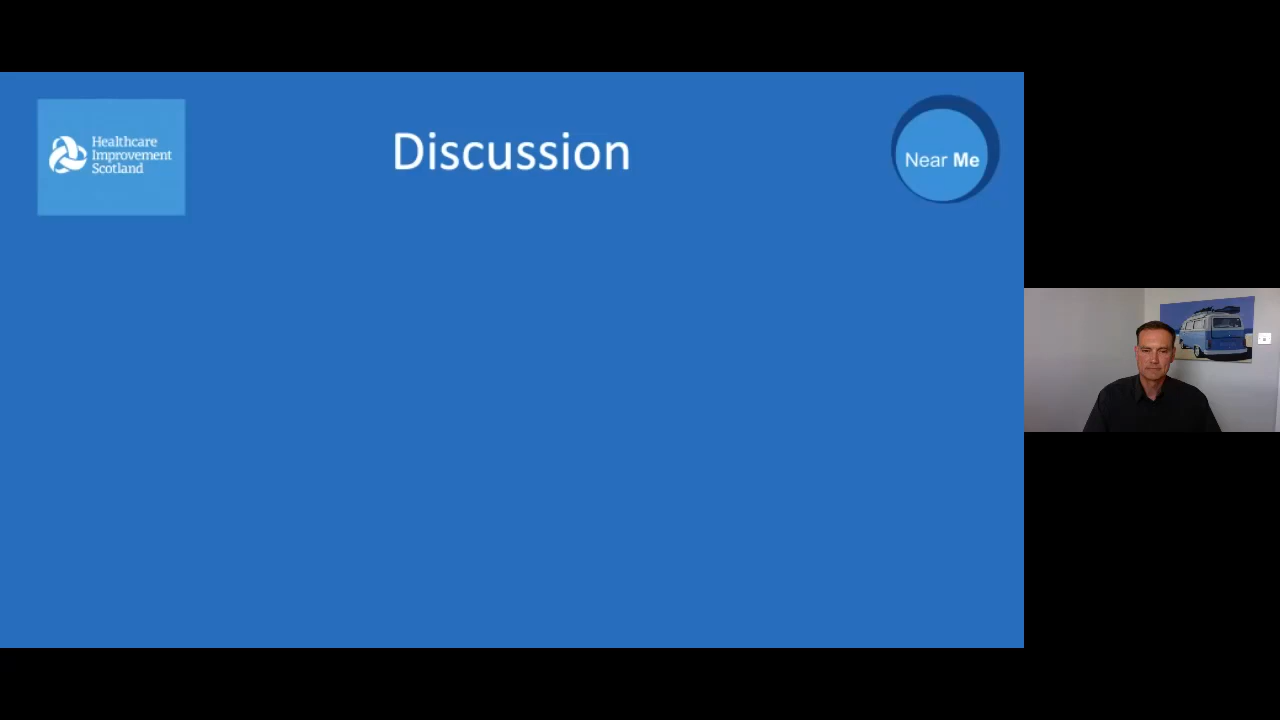 Healthcare
Improvement
Scotland
Discussion
Near Me